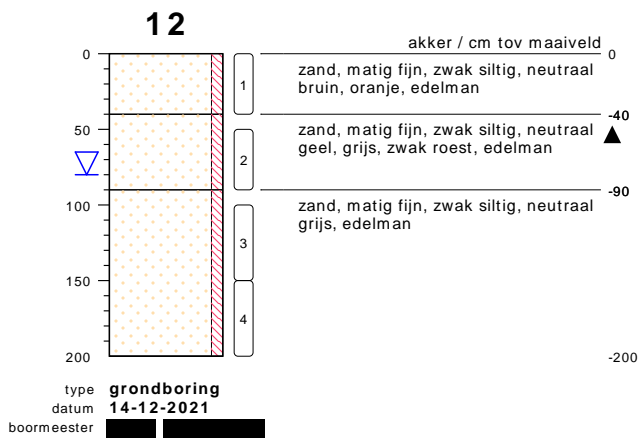 12
akker / cm tov maaiveld
0
0
zand, matig fijn, zwak siltig, neutraal
bruin, oranje, edelman
1
-40
50
zand, matig fijn, zwak siltig, neutraal
geel, grijs, zwak roest, edelman
2
-90
100
zand, matig fijn, zwak siltig, neutraal
grijs, edelman
3
150
4
200
-200
type grondboring
datum 14-12-2021
boormeester